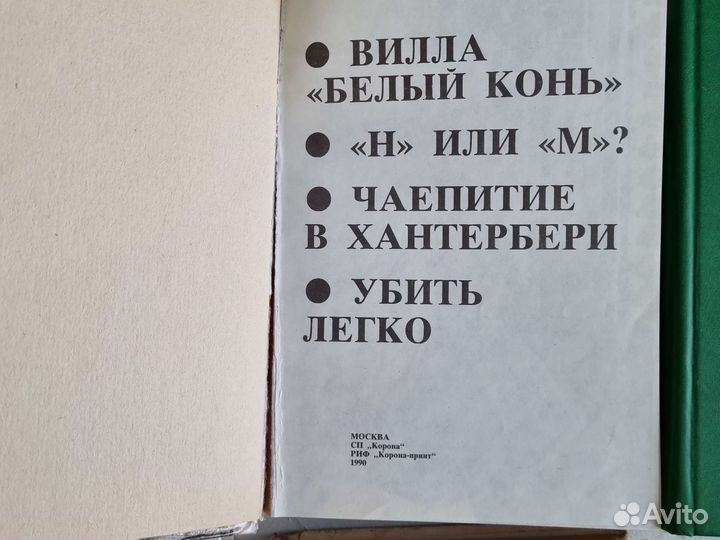 ● ВИЛЛА
«БЕЛЫЙ КОНЬ»
● «Н» ИЛИ «М»?
● ЧАЕПИТИЕ
В ХАНТЕРБЕРИ
● УБИТЬ
ЛЕГКО
МОСКВА
СП „Корона“
РИФ „Корона-принт“
1990
Avito